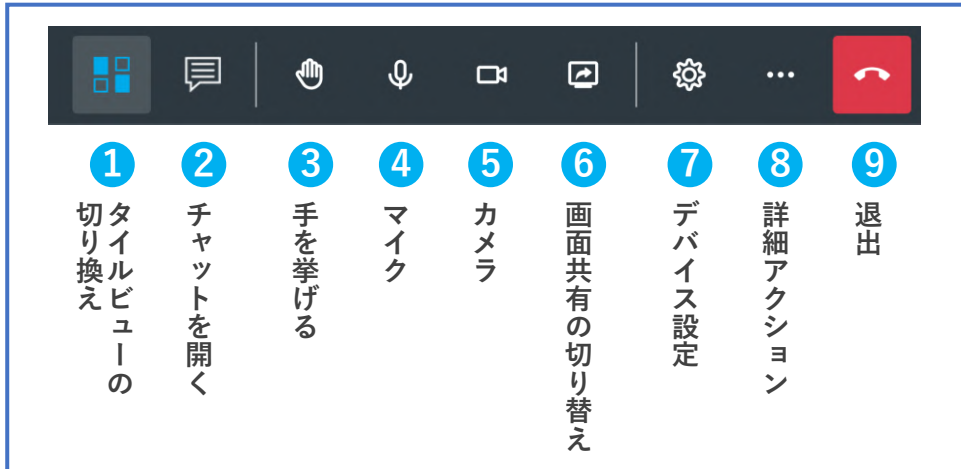 1
タイルビューの
切り換え
2
チャットを開く
3
手を挙げる
4
マイク
5
カメラ
6
画面共有の切り替え
7
デバイス設定
8
詳細アクション
9
退出